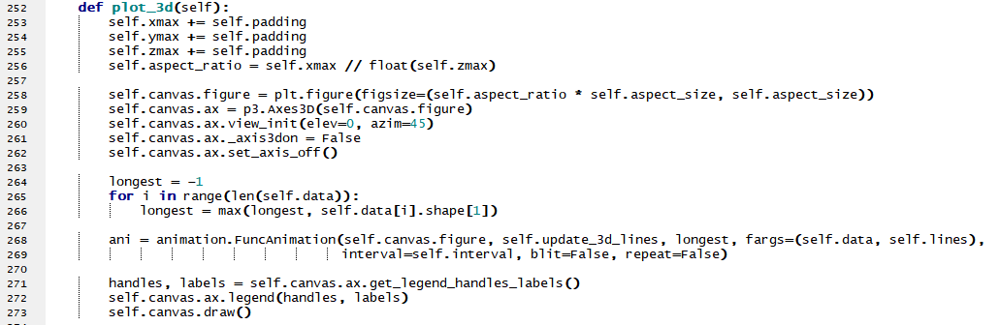 252 def plot_3d(self):
253 self.xmax += self.padding
254 self.ymax += self.padding
255 self.zmax += self.padding
256 self.aspect_ratio = self.xmax // float(self.zmax)
257
258 self.canvas.figure = plt.figure(figsize=(self.aspect_ratio * self.aspect_size, self.aspect_size))
259 self.canvas.ax = p3.Axes3D(self.canvas.figure)
260 self.canvas.ax.view_init(elev=0, azim=45)
261 self.canvas.ax._axis3don = False
262 self.canvas.ax.set_axis_off()
263
264 longest = -1
265 for i in range(len(self.data)):
266 longest = max(longest, self.data[i].shape[1])
267
268 ani = animation.FuncAnimation(self.canvas.figure, self.update_3d_lines, longest, fargs=(self.data, self.lines),
269 interval=self.interval, blit=False, repeat=False)
270
271 handles, labels = self.canvas.ax.get_legend_handles_labels()
272 self.canvas.ax.legend(handles, labels)
273 self.canvas.draw()